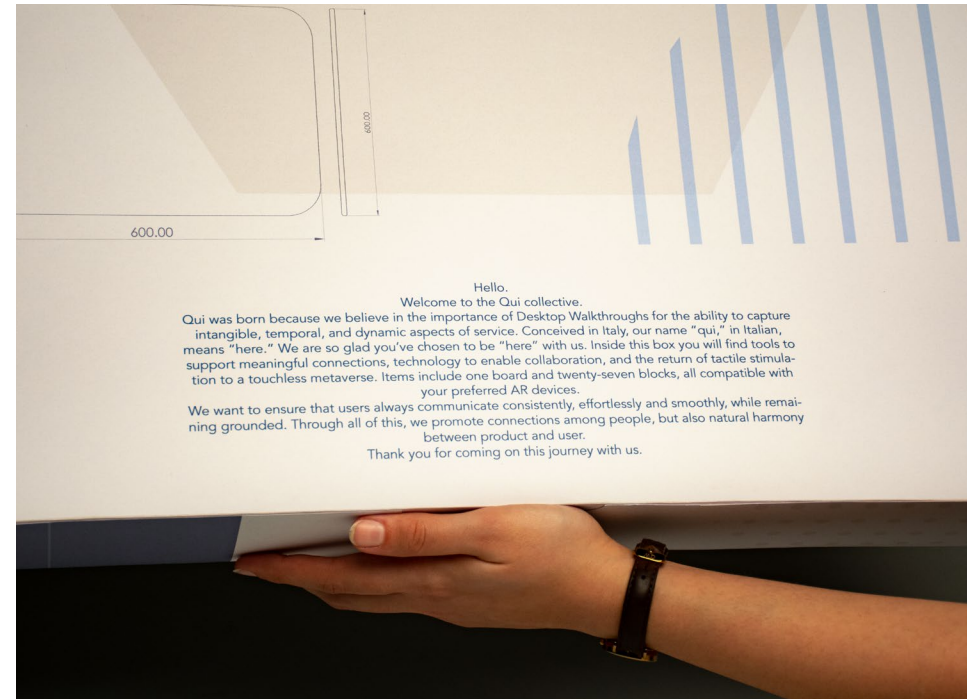 600.00
600.00
Hello.
Welcome to the Qui collective.
Qui was born because we believe in the importance of Desktop Walkthroughs for the ability to capture
intangible, temporal, and dynamic aspects of service. Conceived in Italy, our name “qui,” in Italian,
means “here.” We are so glad you’ve chosen to be “here” with us. Inside this box you will find tools to
support meaningful connections, technology to enable collaboration, and the return of tactile stimula-
tion to a touchless metaverse. Items include one board and twenty-seven blocks, all compatible with
your preferred AR devices.
We want to ensure that users always communicate consistently, effortlessly and smoothly, while remai-
ning grounded. Through all of this, we promote connections among people, but also natural harmony
between product and user.
Thank you for coming on this journey with us.